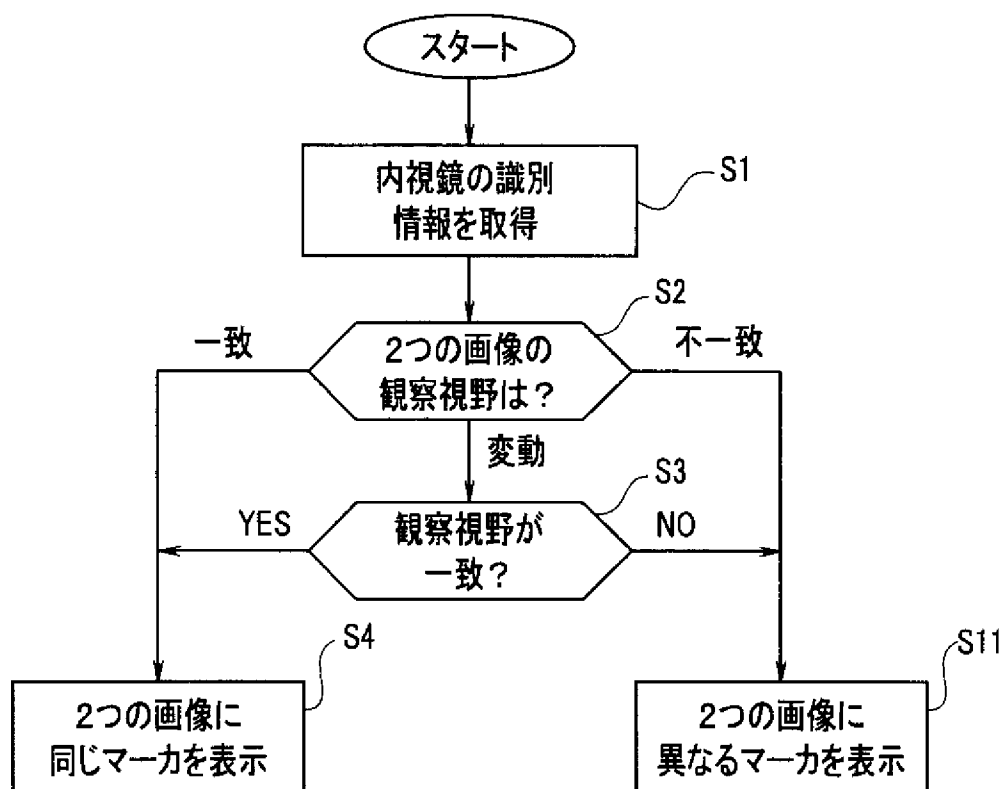 スタート
内視鏡の識別
情報を取得
S1
S2
一致
2つの画像の
観察視野は?
不一致
変動
S3
YES
観察視野が
一致?
NO
S4
2つの画像に
同じマーカを表示
S11
2つの画像に
異なるマーカを表示